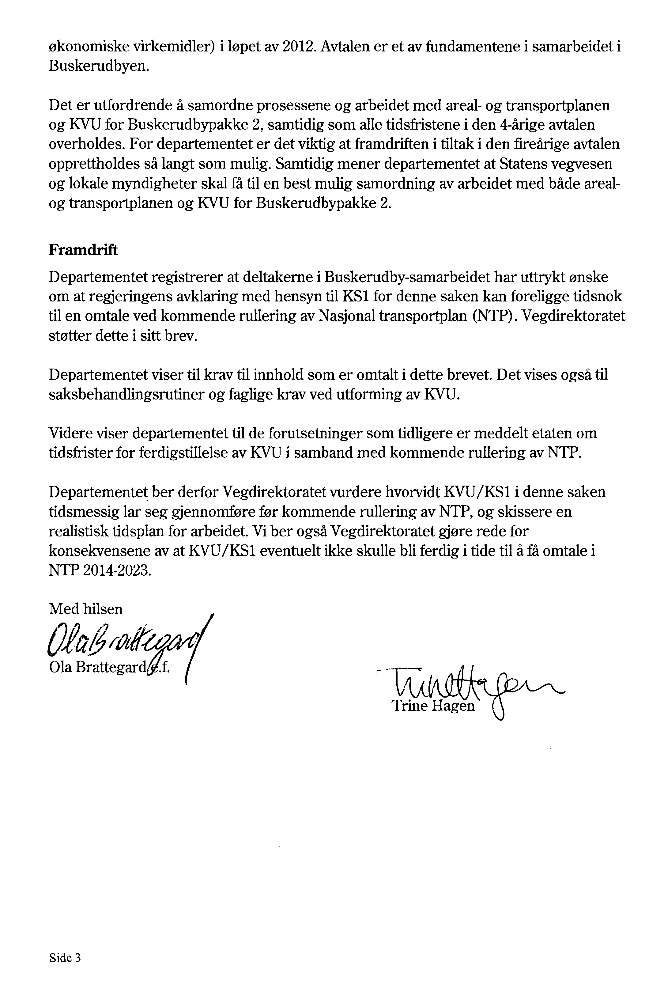 økonomiske virkemidler) i løpet av 2012. Avtalen er et av fundamentene i samarbeidet i
Buskerudbyen.
Det er utfordrende å samordne prosessene og arbeidet med areal- og transportplanen
og KVU for Buskerudbypakke 2, samtidig som alle tidsfristene i den 4-årige avtalen
overholdes. For departementet er det viktig at framdriften i tiltak i den fireårige avtalen
opprettholdes så langt som mulig. Samtidig mener departementet at Statens vegvesen
og lokale myndigheter skal få til en best mulig samordning av arbeidet med både areal-
og transportplanen og KVU for Buskerudbypakke 2.
Framdrift
Departementet registrerer at deltakerne i Buskerudby-samarbeidet har uttrykt ønske
om at regjeringens avklaring med hensyn til KS1 for denne saken kan foreligge tidsnok
til en omtale ved kommende rullering av Nasjonal transportplan (NTP). Vegdirektoratet
støtter dette i sitt brev.
Departementet viser til krav til innhold som er omtalt i dette brevet. Det vises også til
saksbehandlingsrutiner og faglige krav ved utforming av KVU.
Videre viser departementet til de forutsetninger som tidligere er meddelt etaten om
tidsfrister for ferdigstillelse av KVU i samband med kommende rullering av NTP.
Departementet ber derfor Vegdirektoratet vurdere hvorvidt KVU/KS1 i denne saken
tidsmessig lar seg gjennomføre før kommende rullering av NTP, og skissere en
realistisk tidsplan for arbeidet. Vi ber også Vegdirektoratet gjøre rede for
konsekvensene av at KVU/KS1 eventuelt ikke skulle bli ferdig i tide til å få omtale i
NTP 2014-2023.
Med hilsen
Ola Brattegard
Ola Brattegard e.f.
Trine Hagen
Trine Hagen
Side 3